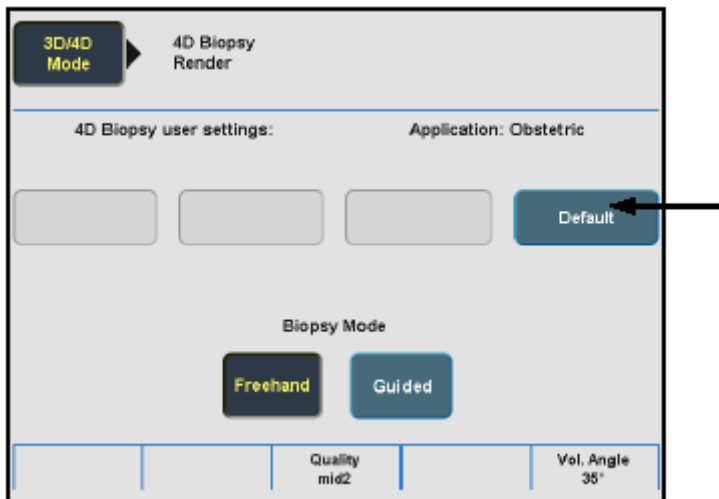 3D/4D
Mode
4D Biopsy
Render
4D Biopsy user settings:
Application: Obstetric
Default
Biopsy Mode
Freehand
Guided
Quality
mid2
Vol. Angle
35°